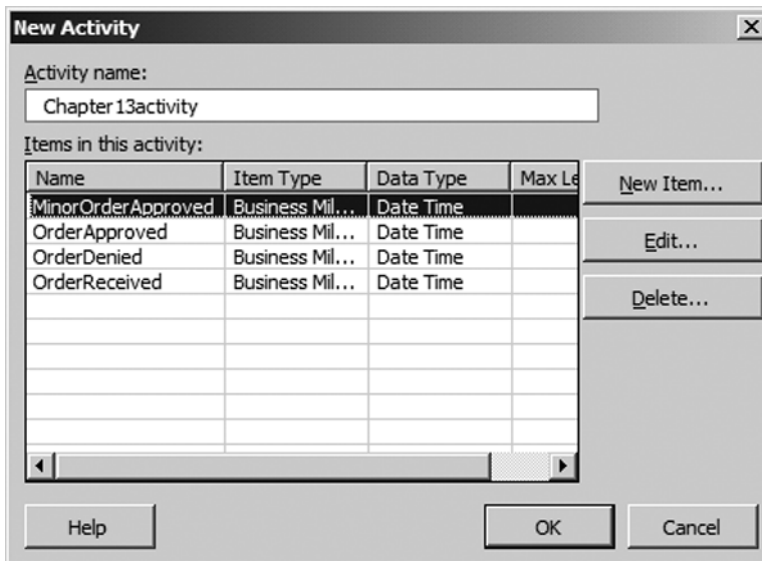 New Activity
Activity name:
Chapter13activity
Items in this activity:
Name Item Type Data Type Max Le
MinorOrderApproved Business Mil... Date Time
OrderApproved Business Mil... Date Time
OrderDenied Business Mil... Date Time
OrderReceived Business Mil... Date Time
New Item...
Edit...
Delete...
Help OK Cancel